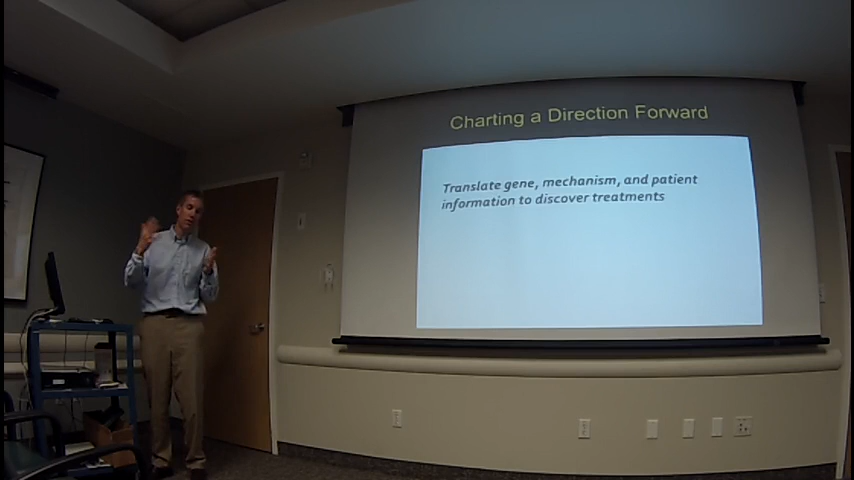 Charting a Direction Forward
Translate gene, mechanism, and patient
information to discover treatments